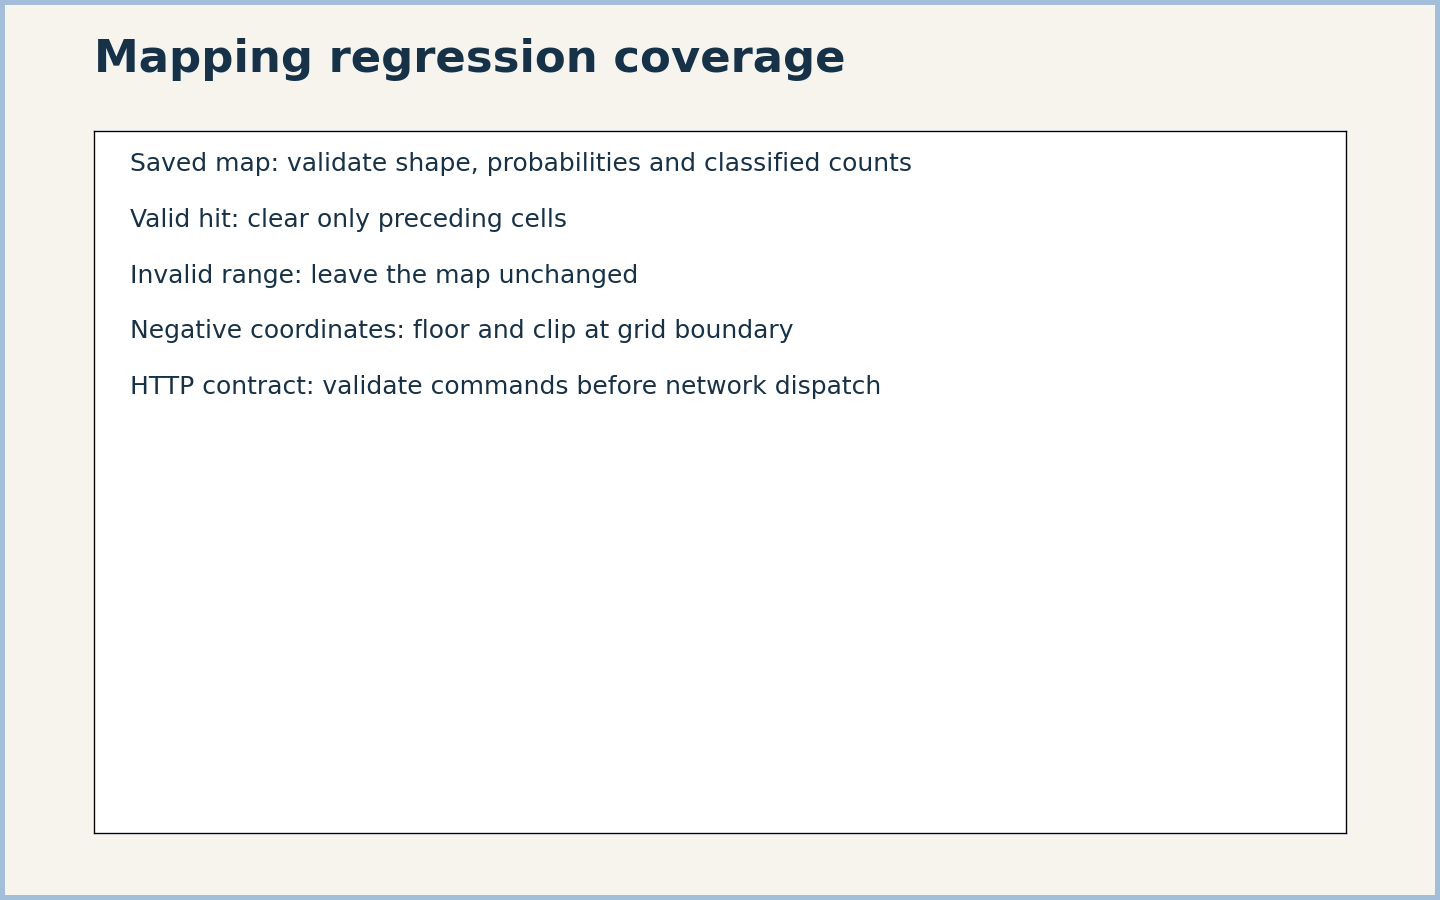 Mapping regression coverage
Saved map: validate shape, probabilities and classified counts
Valid hit: clear only preceding cells
Invalid range: leave the map unchanged
Negative coordinates: floor and clip at grid boundary
HTTP contract: validate commands before network dispatch